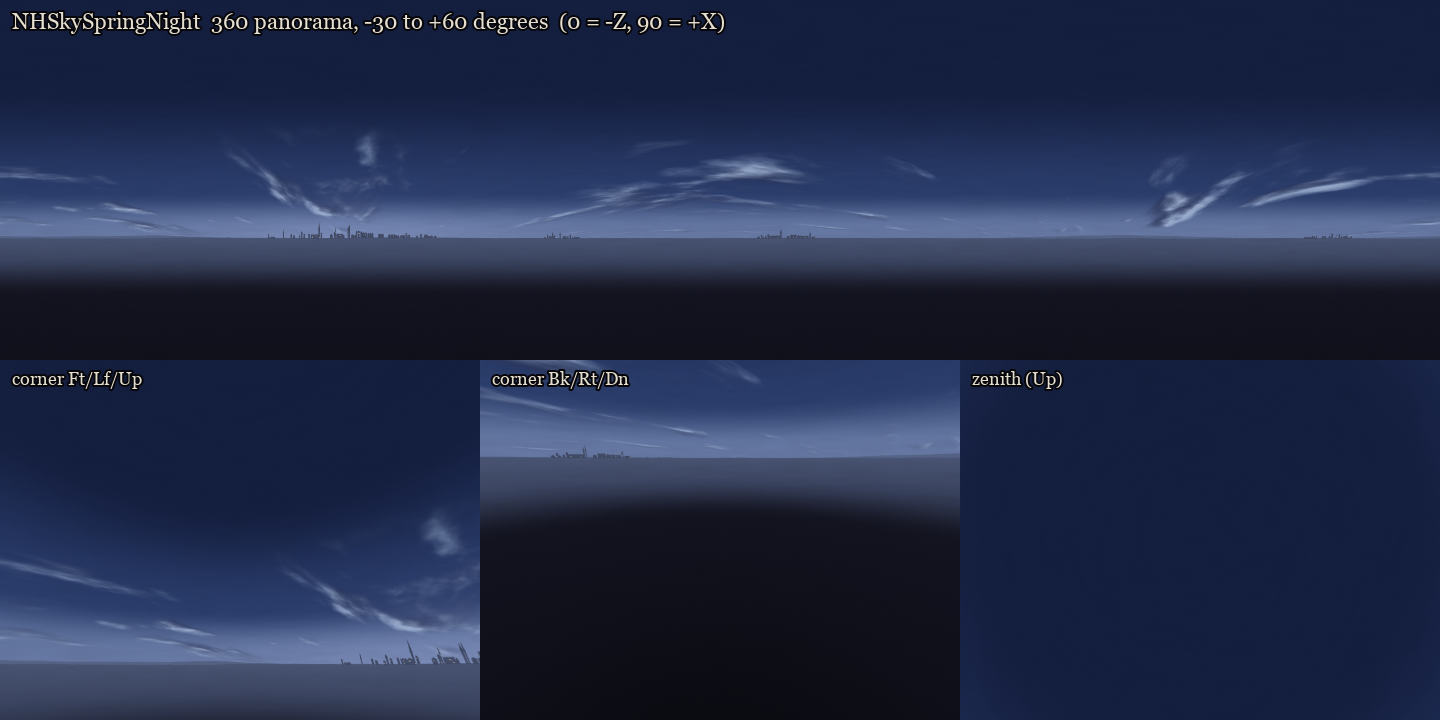 NHSkySpringNight  360 panorama, -30 to +60 degrees  (0 = -Z, 90 = +X)
corner Ft/Lf/Up
corner Bk/Rt/Dn
zenith (Up)